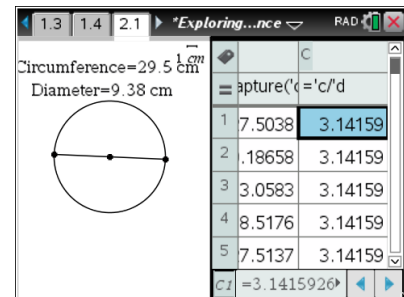 1.3 1.4 2.1 *Exploring...nce RAD
1 cm
Circumference=29.5 cm
Diameter=9.38 cm
C
= apture('c ='c/'d
1 7.5038 3.14159
2 .18658 3.14159
3 3.0583 3.14159
4 8.5176 3.14159
5 7.5137 3.14159
C1 =3.1415926